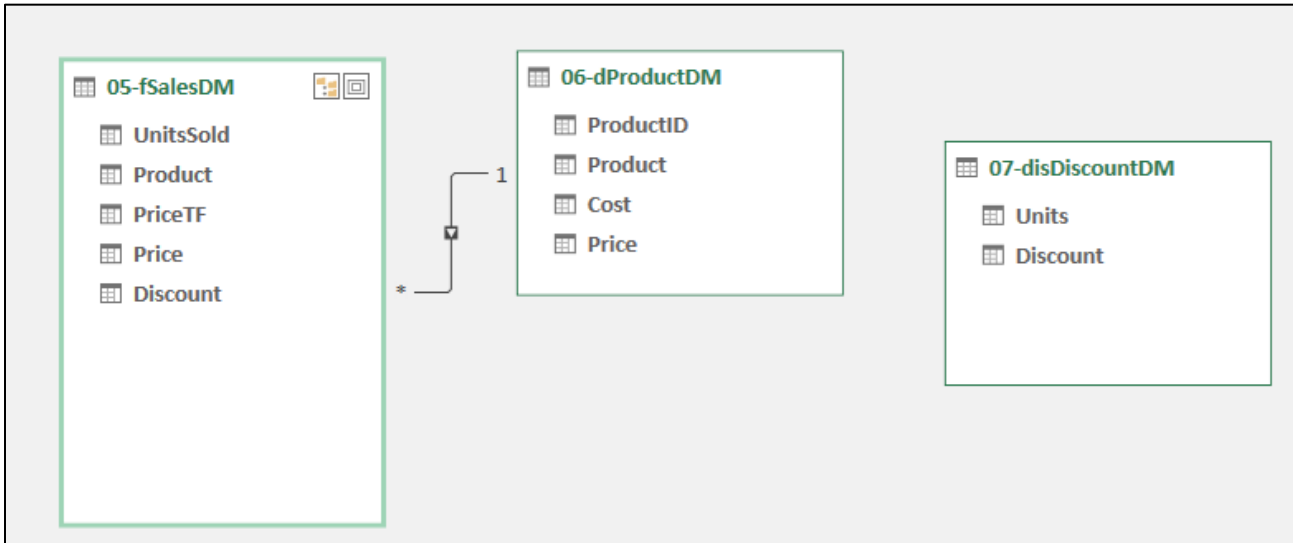 05-fSalesDM
UnitsSold
Product
PriceTF
Price
Discount
*
1
06-dProductDM
ProductID
Product
Cost
Price
07-disDiscountDM
Units
Discount